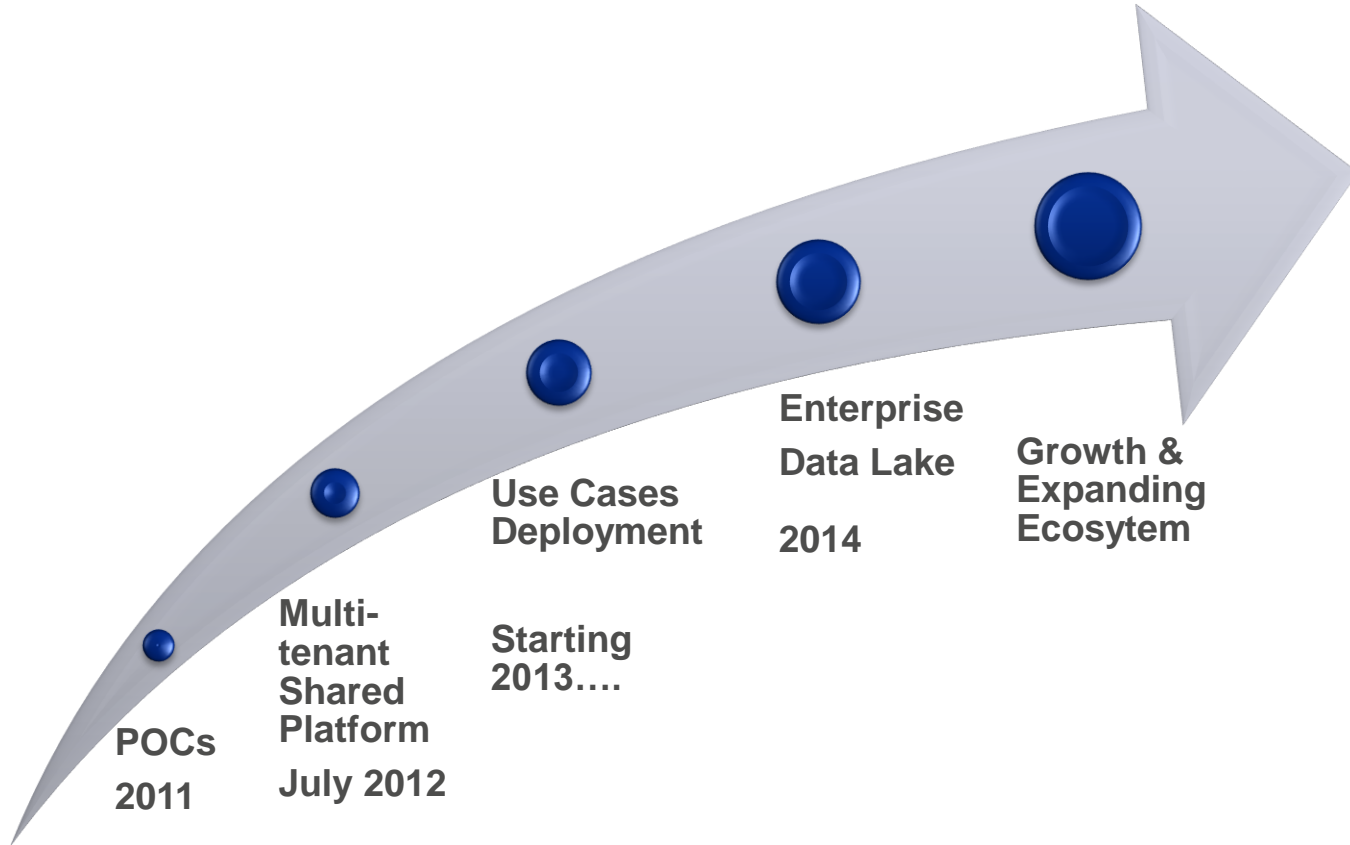 POCs
2011
Multi-
tenant
Shared
Platform
July 2012
Use Cases
Deployment
Starting
2013....
Enterprise
Data Lake
2014
Growth &
Expanding
Ecosytem